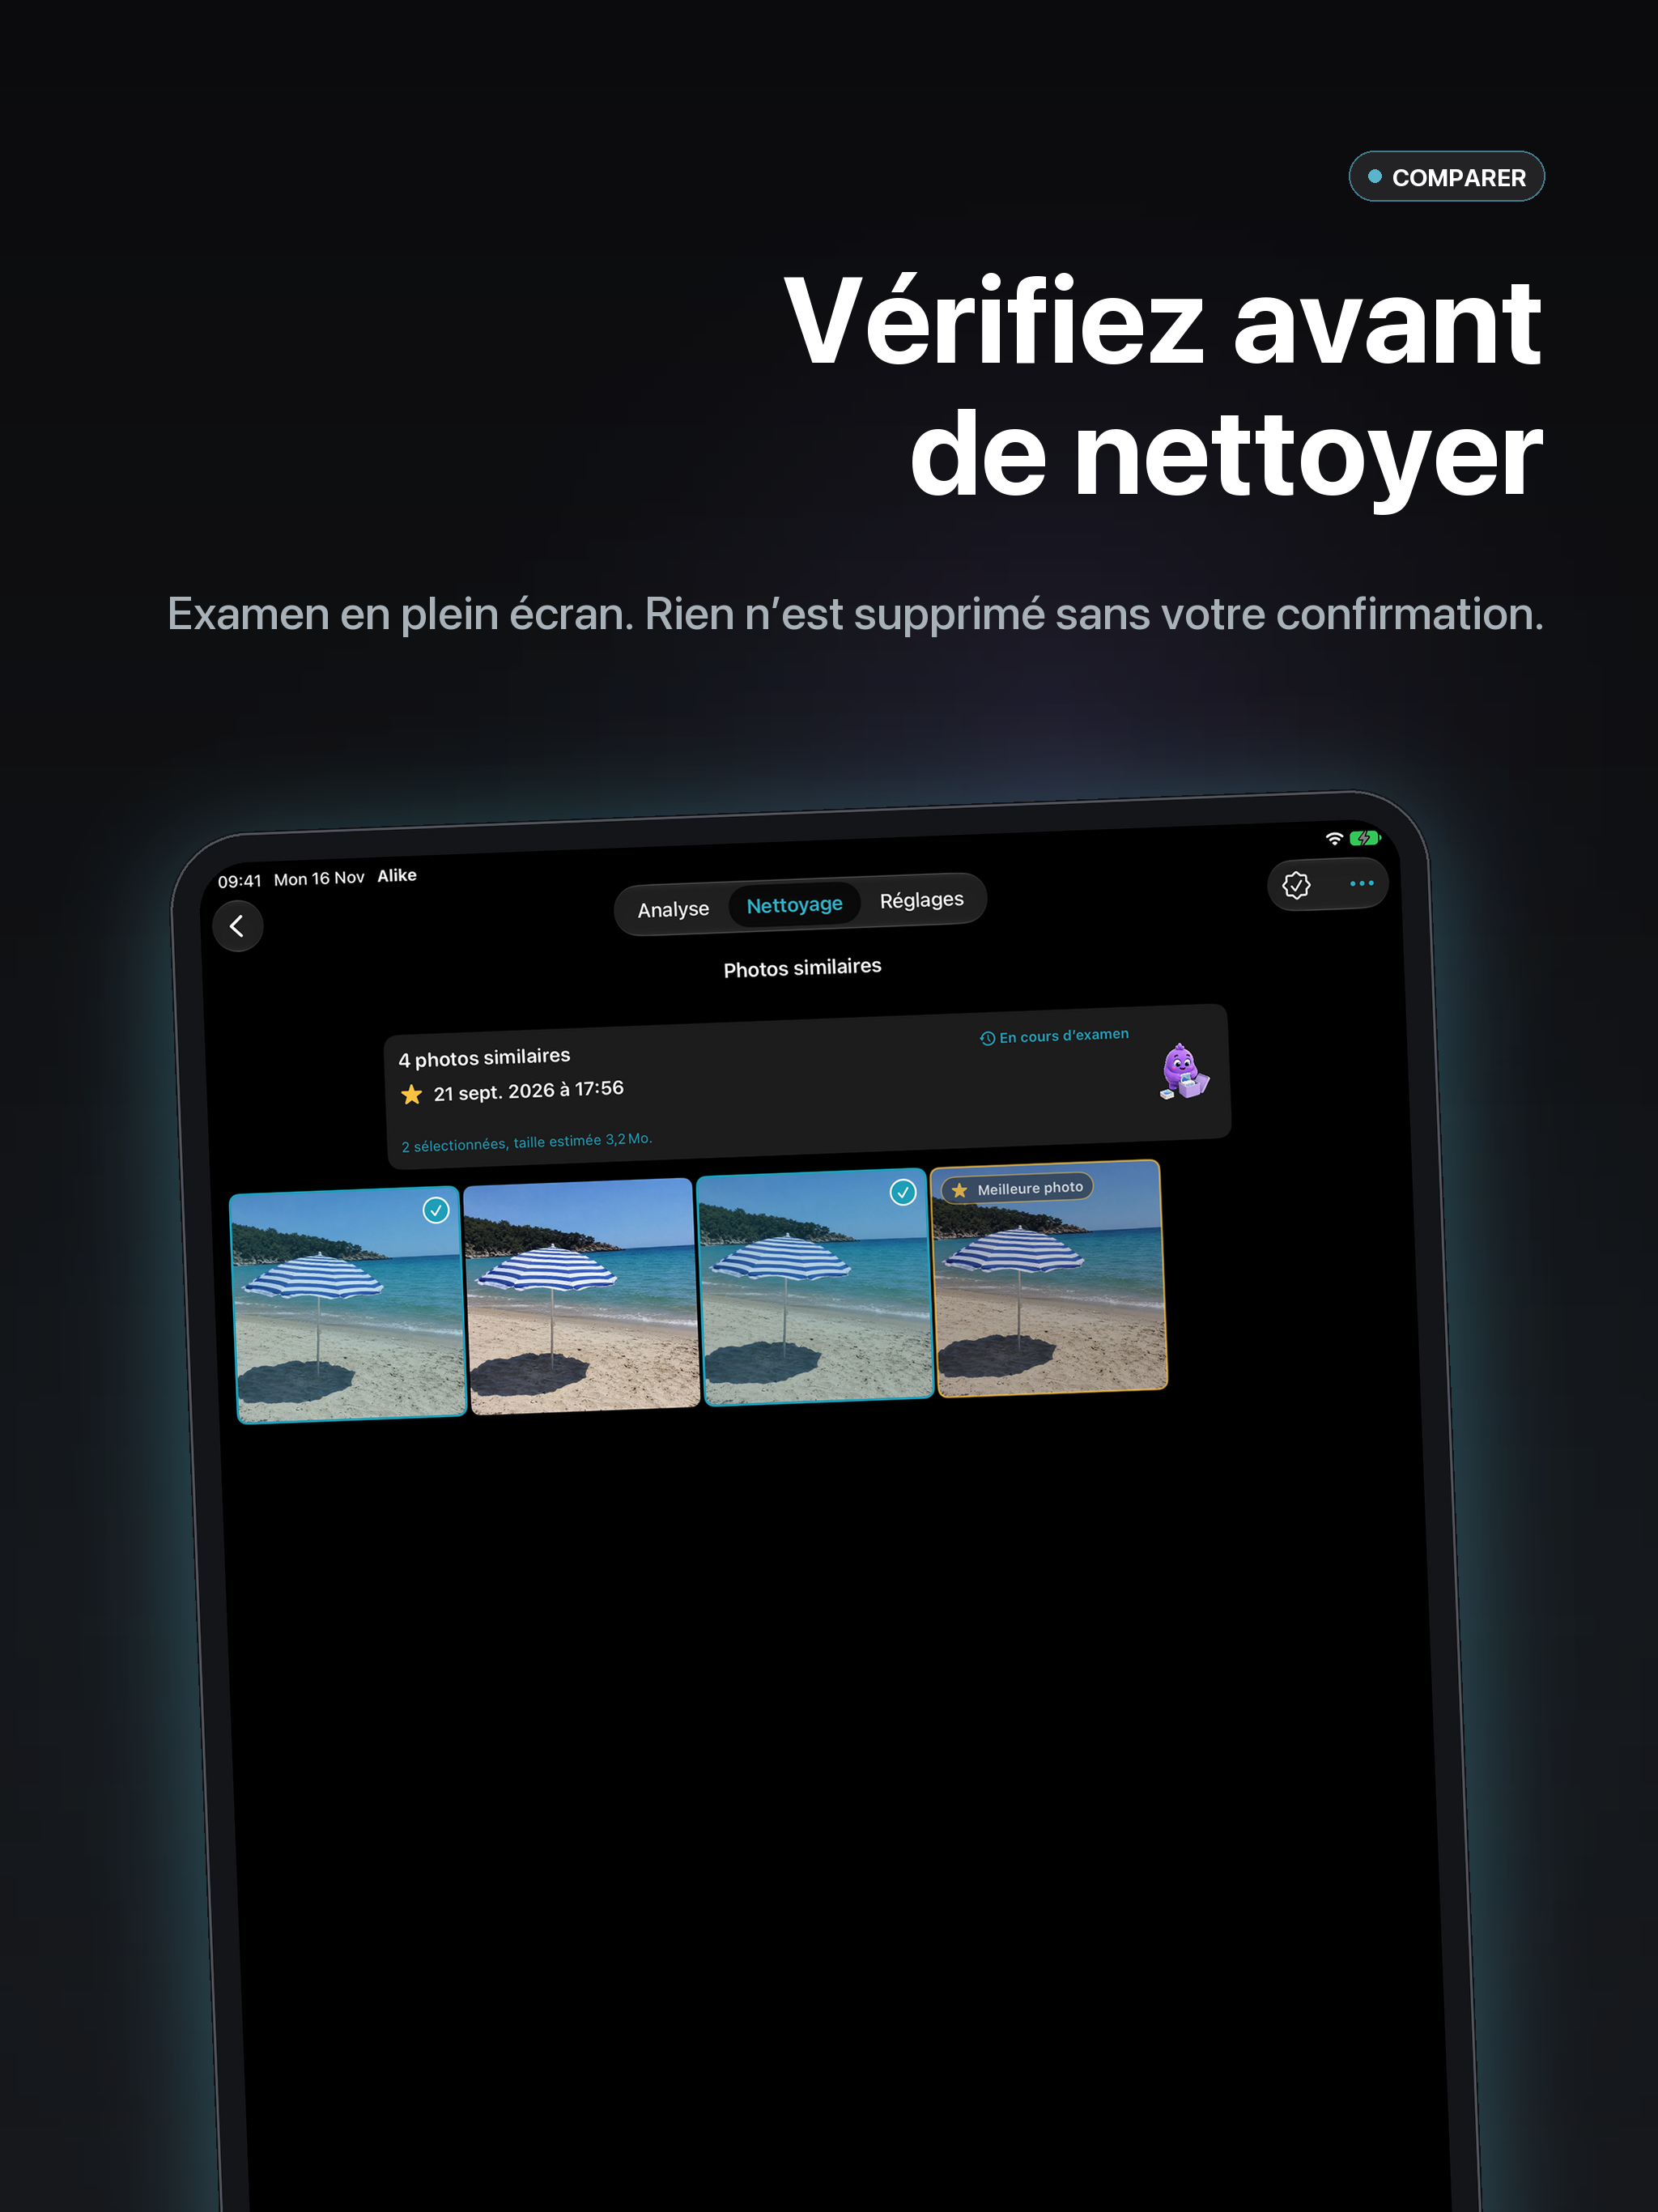 COMPARER
Vérifiez avant
de nettoyer
Examen en plein écran. Rien n’est supprimé sans votre confirmation.
09:41 Mon 16 Nov Alike
Analyse Nettoyage Réglages
Photos similaires
4 photos similaires
En cours d’examen
21 sept. 2026 à 17:56
2 sélectionnées, taille estimée 3,2 Mo.
Meilleure photo